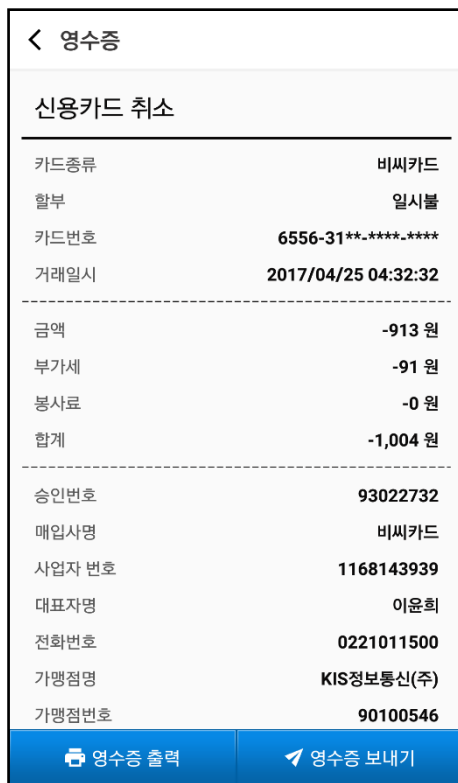 영수증
신용카드 취소
카드종류 비씨카드
할부 일시불
카드번호 6556-31**-****-****
거래일시 2017/04/25 04:32:32
금액 -913 원
부가세 -91 원
봉사료 -0 원
합계 -1,004 원
승인번호 93022732
매입사명 비씨카드
사업자 번호 1168143939
대표자명 이윤희
전화번호 0221011500
가맹점명 KIS정보통신(주)
가맹점번호 90100546
영수증 출력 영수증 보내기